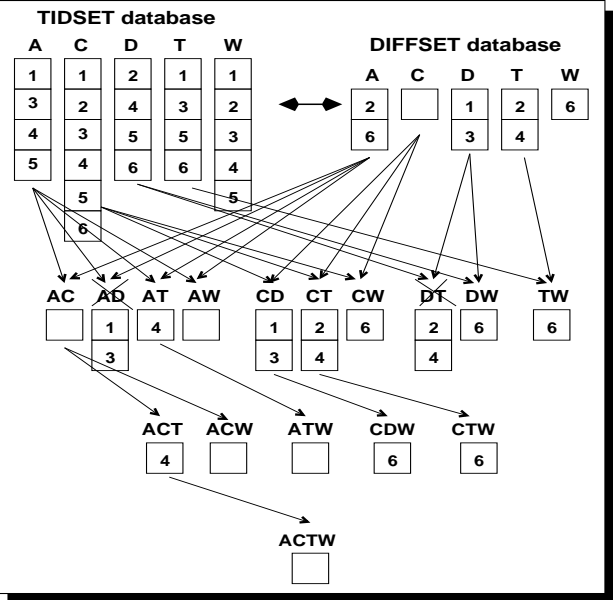 TIDSET database
DIFFSET database
A C D T W
A C D T W
1 1 2 1 1
2 1 2 6
3 2 4 3 2
6 3 4
4 3 5 5 3
5 4 6 6 4
5 5
6
AC AD AT AW CD CT CW DT DW TW
1 4 1 2 6 2 6 6
3 3 4 4
ACT ACW ATW CDW CTW
4 6 6
ACTW